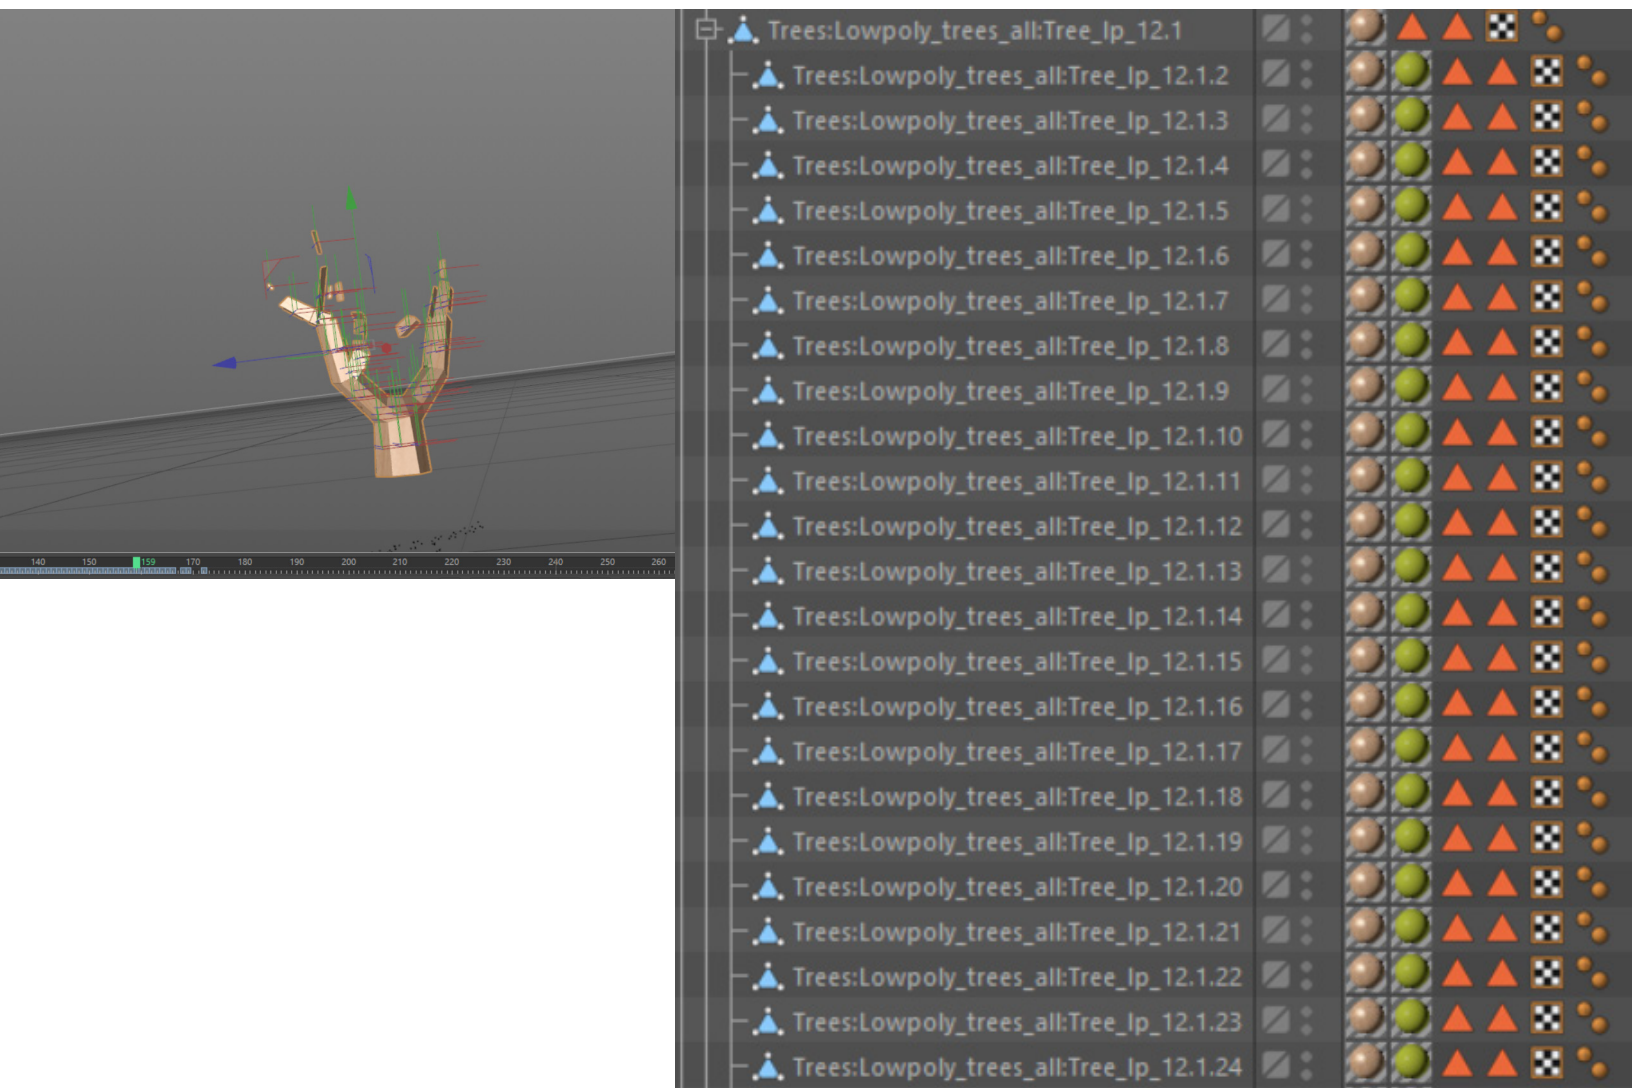 140 150 159 170 180 190 200 210 220 230 240 250 260
Trees:Lowpoly_trees_all:Tree_lp_12.1
Trees:Lowpoly_trees_all:Tree_lp_12.1.2
Trees:Lowpoly_trees_all:Tree_lp_12.1.3
Trees:Lowpoly_trees_all:Tree_lp_12.1.4
Trees:Lowpoly_trees_all:Tree_lp_12.1.5
Trees:Lowpoly_trees_all:Tree_lp_12.1.6
Trees:Lowpoly_trees_all:Tree_lp_12.1.7
Trees:Lowpoly_trees_all:Tree_lp_12.1.8
Trees:Lowpoly_trees_all:Tree_lp_12.1.9
Trees:Lowpoly_trees_all:Tree_lp_12.1.10
Trees:Lowpoly_trees_all:Tree_lp_12.1.11
Trees:Lowpoly_trees_all:Tree_lp_12.1.12
Trees:Lowpoly_trees_all:Tree_lp_12.1.13
Trees:Lowpoly_trees_all:Tree_lp_12.1.14
Trees:Lowpoly_trees_all:Tree_lp_12.1.15
Trees:Lowpoly_trees_all:Tree_lp_12.1.16
Trees:Lowpoly_trees_all:Tree_lp_12.1.17
Trees:Lowpoly_trees_all:Tree_lp_12.1.18
Trees:Lowpoly_trees_all:Tree_lp_12.1.19
Trees:Lowpoly_trees_all:Tree_lp_12.1.20
Trees:Lowpoly_trees_all:Tree_lp_12.1.21
Trees:Lowpoly_trees_all:Tree_lp_12.1.22
Trees:Lowpoly_trees_all:Tree_lp_12.1.23
Trees:Lowpoly_trees_all:Tree_lp_12.1.24